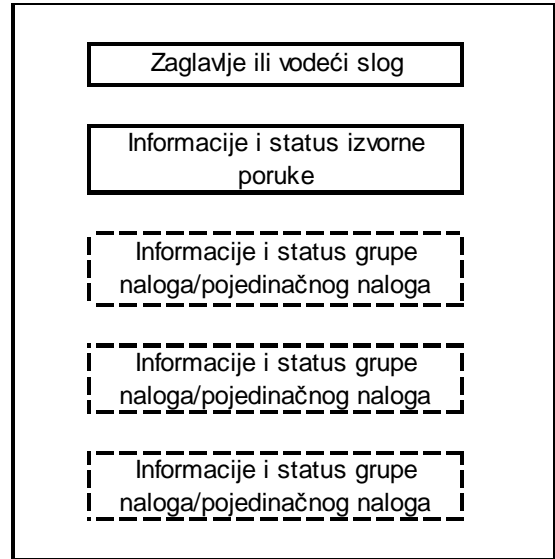 Zaglavlje ili vodeći slog
Informacije i status izvorne
poruke
Informacije i status grupe
naloga/pojedinačnog naloga
Informacije i status grupe
naloga/pojedinačnog naloga
Informacije i status grupe
naloga/pojedinačnog naloga